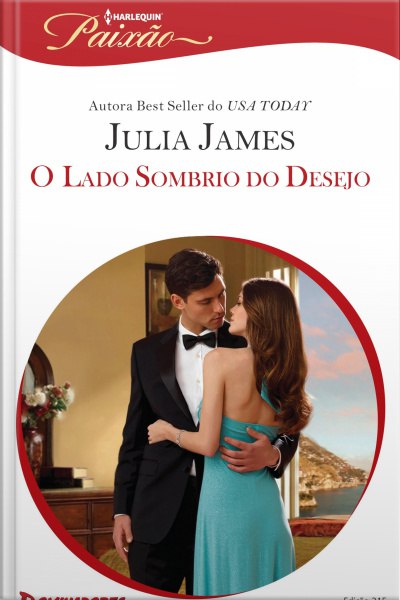 HARLEQUIN
Paixão
Autora Best Seller do USA TODAY
JULIA JAMES
O LADO SOMBRIO DO DESEJO